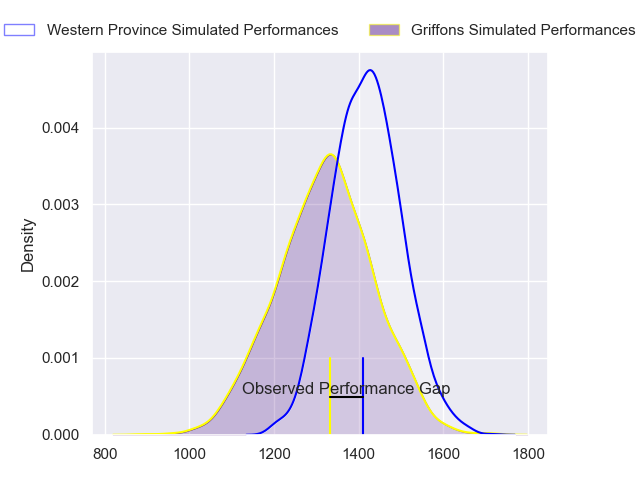 Western Province Simulated Performances
Griffons Simulated Performances
Density
0.004
0.003
0.002
0.001
0.000
Observed Performance Gap
800
1000
1200
1400
1600
1800